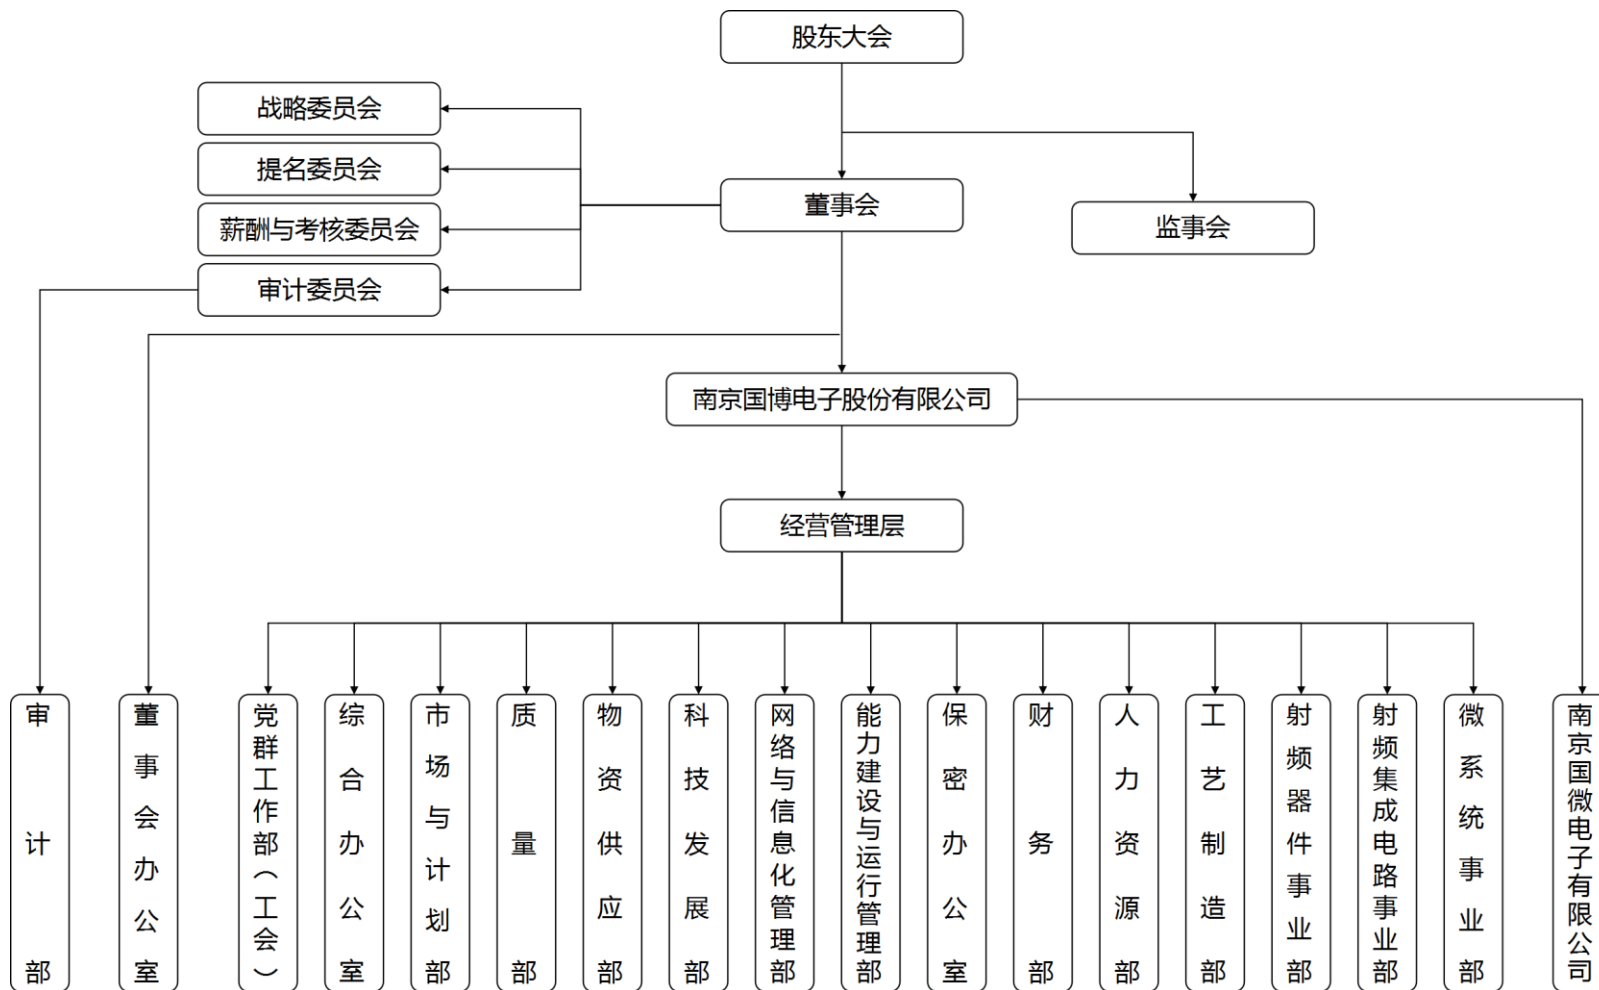 股东大会
战略委员会
提名委员会
薪酬与考核委员会
审计委员会
董事会
监事会
南京国博电子股份有限公司
经营管理层
审计部
董事会办公室
党群工作部（工会）
综合办公室
市场与计划部
质量部
物资供应部
科技发展部
网络与信息化管理部
能力建设与运行管理部
保密办公室
财务部
人力资源部
工艺制造部
射频器件事业部
射频集成电路事业部
微系统事业部
南京国微电子有限公司